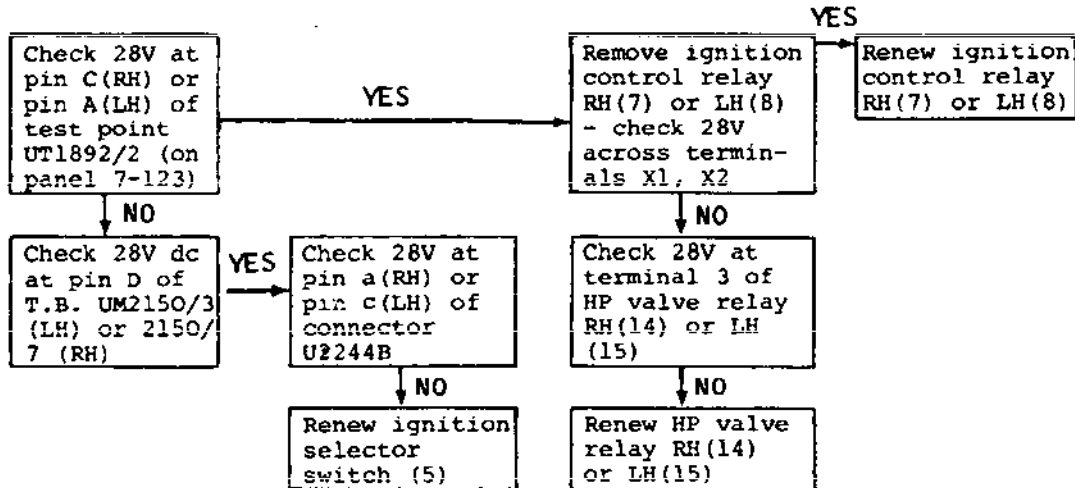 Check 28V at
pin C(RH) or
pin A(LH) of
test point
UT1892/2 (on
panel 7-123)
YES
Remove ignition
control relay
RH(7) or LH(8)
- check 28V
across termin-
als X1, X2
YES
Renew ignition
control relay
RH(7) or LH(8)
NO
NO
Check 28V dc
at pin D of
T.B. UM2150/3
(LH) or 2150/
7 (RH)
YES
Check 28V at
pin a(RH) or
pin c(LH) of
connector
U2244B
Check 28V at
terminal 3 of
HP valve relay
RH(14) or LH
(15)
NO
NO
Renew ignition
selector
switch (5)
Renew HP valve
relay RH(14)
or LH(15)